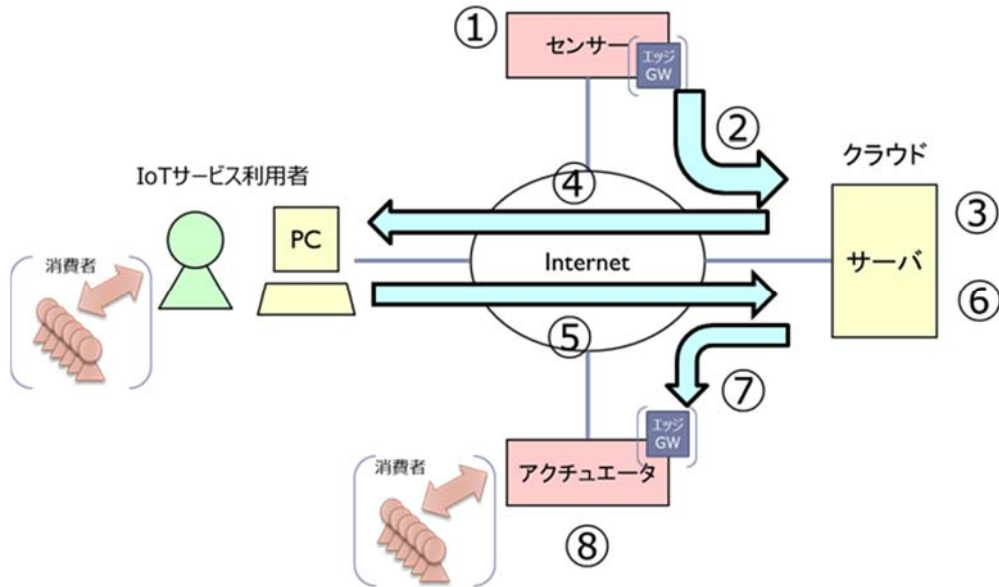 ①
センサー
エッジ
GW
②
クラウド
④
IoTサービス利用者
③
PC
Internet
サーバ
消費者
⑥
⑤
⑦
エッジ
GW
消費者
アクチュエータ
⑧